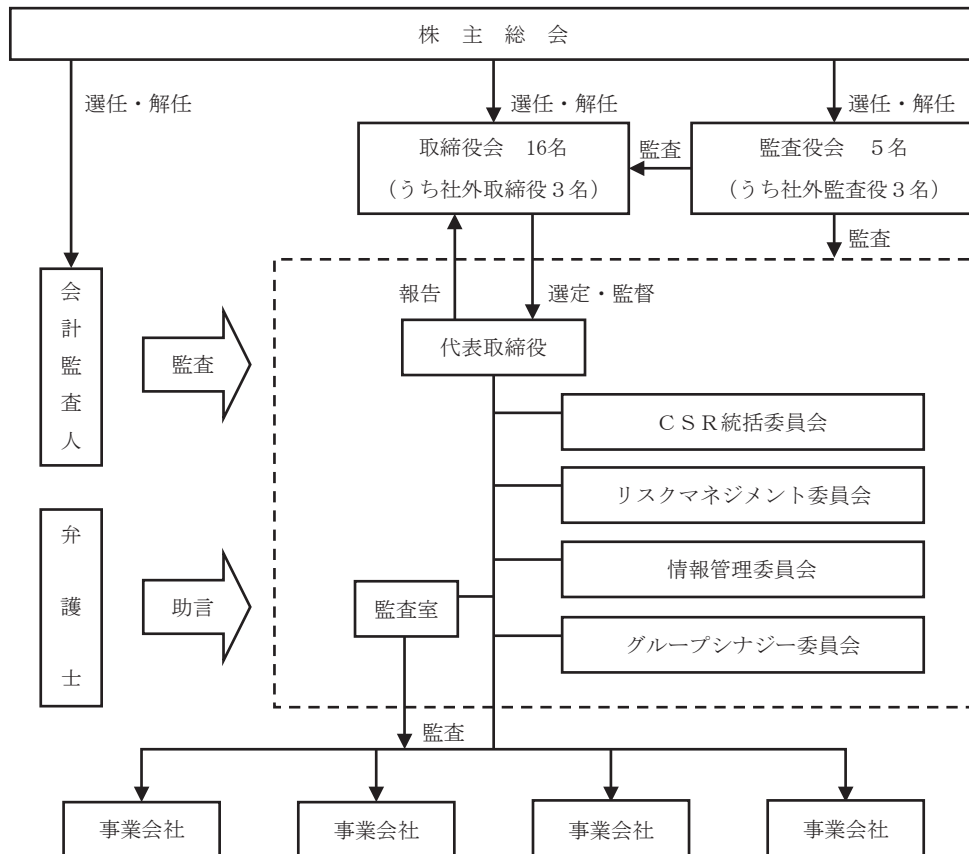 株 主 総 会
選任・解任
選任・解任
選任・解任
取締役会 16名
(うち社外取締役3名)
監査
監査役会 5名
(うち社外監査役3名)
監査
会計監査人
監査
報告
選定・監督
代表取締役
CSR統括委員会
リスクマネジメント委員会
情報管理委員会
グループシナジー委員会
弁護士
助言
監査室
監査
事業会社
事業会社
事業会社
事業会社